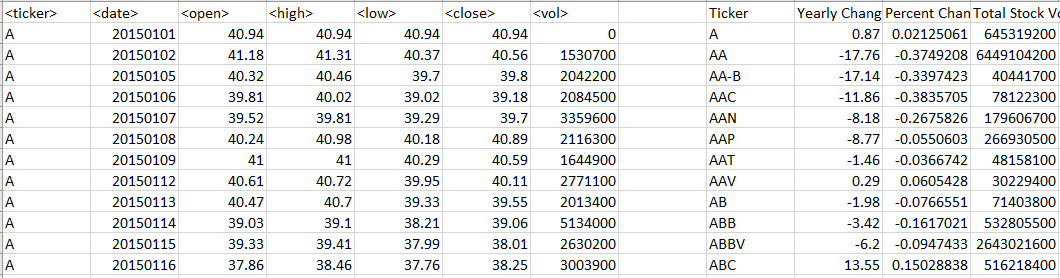 <ticker> <date> <open> <high> <low> <close> <vol> Ticker Yearly Chang Percent Chan Total Stock Vo
A 20150101 40.94 40.94 40.94 40.94 0 A 0.87 0.02125061 645319200
A 20150102 41.18 41.31 40.37 40.56 1530700 AA -17.76 -0.3749208 6449104200
A 20150105 40.32 40.46 39.7 39.8 2042200 AA-B -17.14 -0.3397423 40441700
A 20150106 39.81 40.02 39.02 39.18 2084500 AAC -11.86 -0.3835705 78122300
A 20150107 39.52 39.81 39.29 39.7 3359600 AAN -8.18 -0.2675826 179606700
A 20150108 40.24 40.98 40.18 40.89 2116300 AAP -8.77 -0.0550603 266930500
A 20150109 41 41 40.29 40.59 1644900 AAT -1.46 -0.0366742 48158100
A 20150112 40.61 40.72 39.95 40.11 2771100 AAV 0.29 0.0605428 30229400
A 20150113 40.47 40.7 39.33 39.55 2013400 AB -1.98 -0.0766551 71403800
A 20150114 39.03 39.1 38.21 39.06 5134000 ABB -3.42 -0.1617021 532805500
A 20150115 39.33 39.41 37.99 38.01 2630200 ABBV -6.2 -0.0947433 2643021600
A 20150116 37.86 38.46 37.76 38.25 3003900 ABC 13.55 0.15028838 516218400